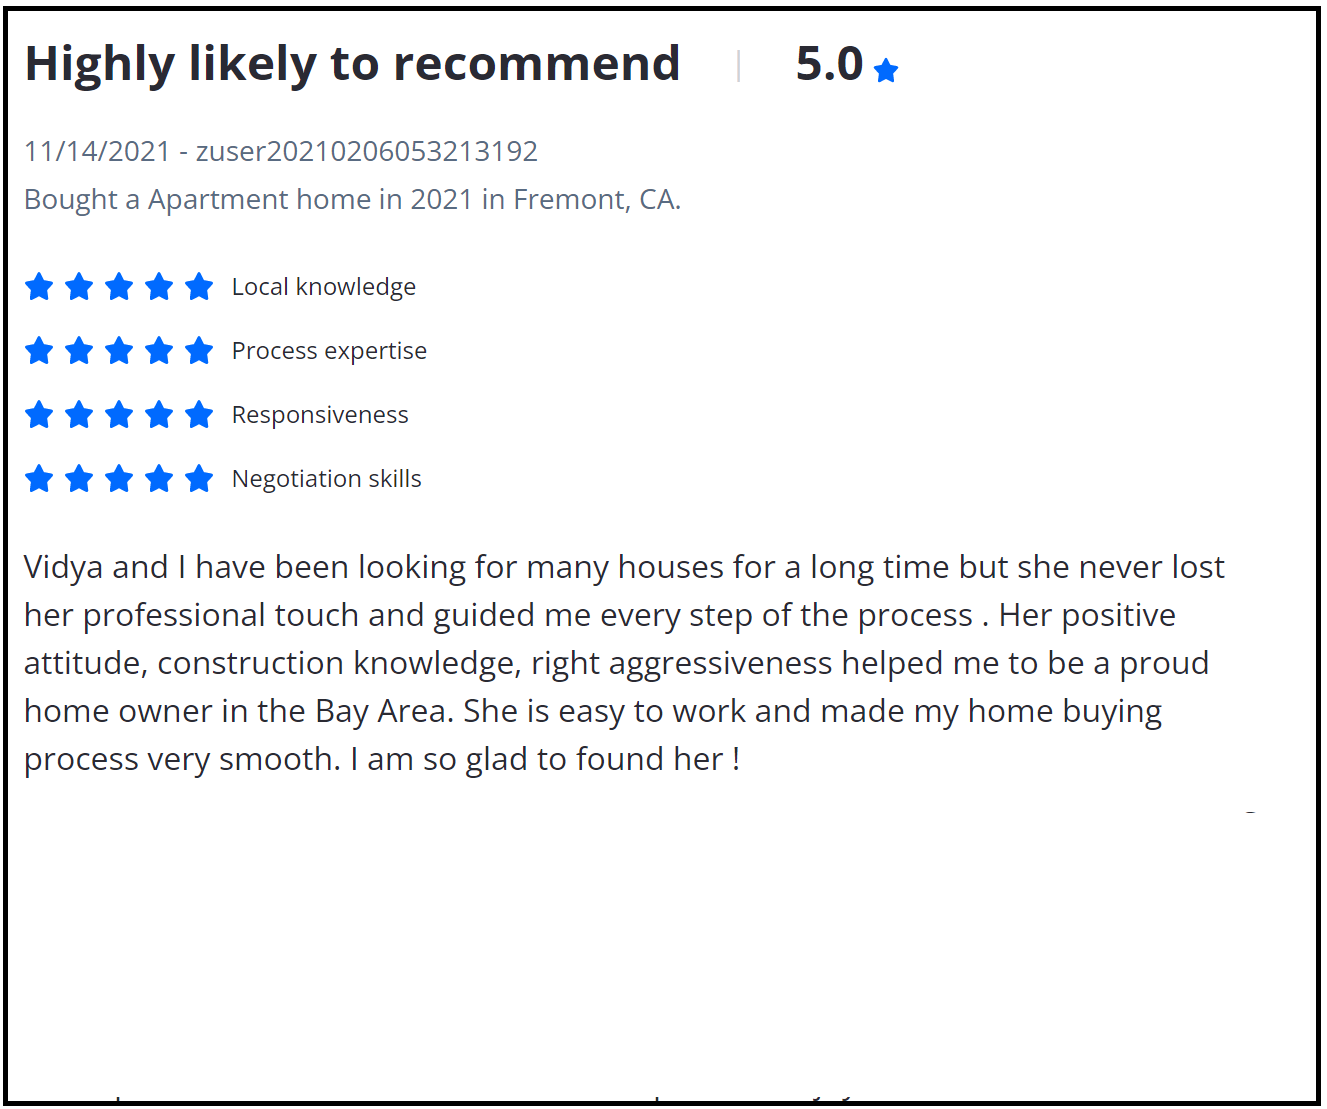 Highly likely to recommend | 5.0
11/14/2021 - zuser20210206053213192
Bought a Apartment home in 2021 in Fremont, CA.
Local knowledge
Process expertise
Responsiveness
Negotiation skills
Vidya and I have been looking for many houses for a long time but she never lost
her professional touch and guided me every step of the process . Her positive
attitude, construction knowledge, right aggressiveness helped me to be a proud
home owner in the Bay Area. She is easy to work and made my home buying
process very smooth. I am so glad to found her !